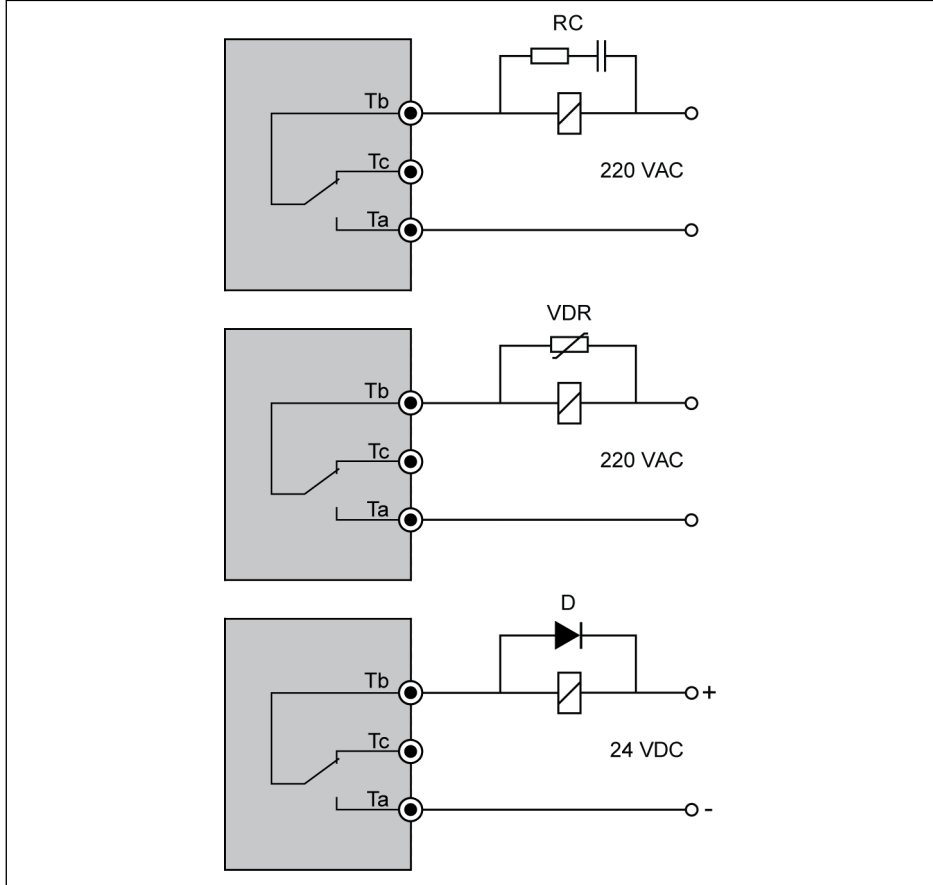 RC
Tb
Tc
220 VAC
Ta
VDR
Tb
Tc
220 VAC
Ta
D
Tb
+
Tc
24 VDC
Ta
-